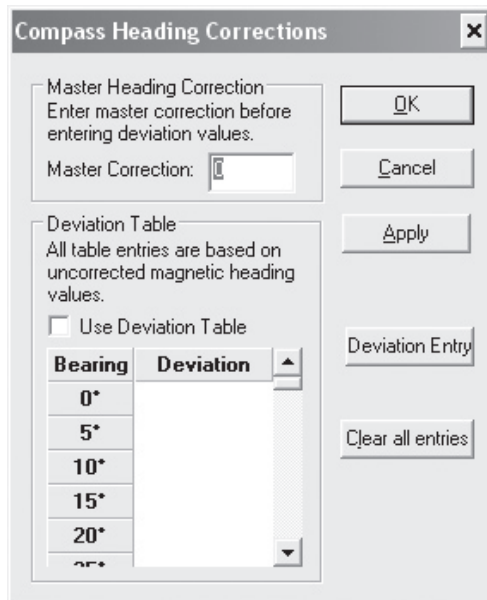 Compass Heading Corrections
Master Heading Correction
Enter master correction before
entering deviation values.
Master Correction: 0
OK
Cancel
Apply
Deviation Table
All table entries are based on
uncorrected magnetic heading
values.
Use Deviation Table
Bearing Deviation
0°
5°
10°
15°
20°
Deviation Entry
Clear all entries